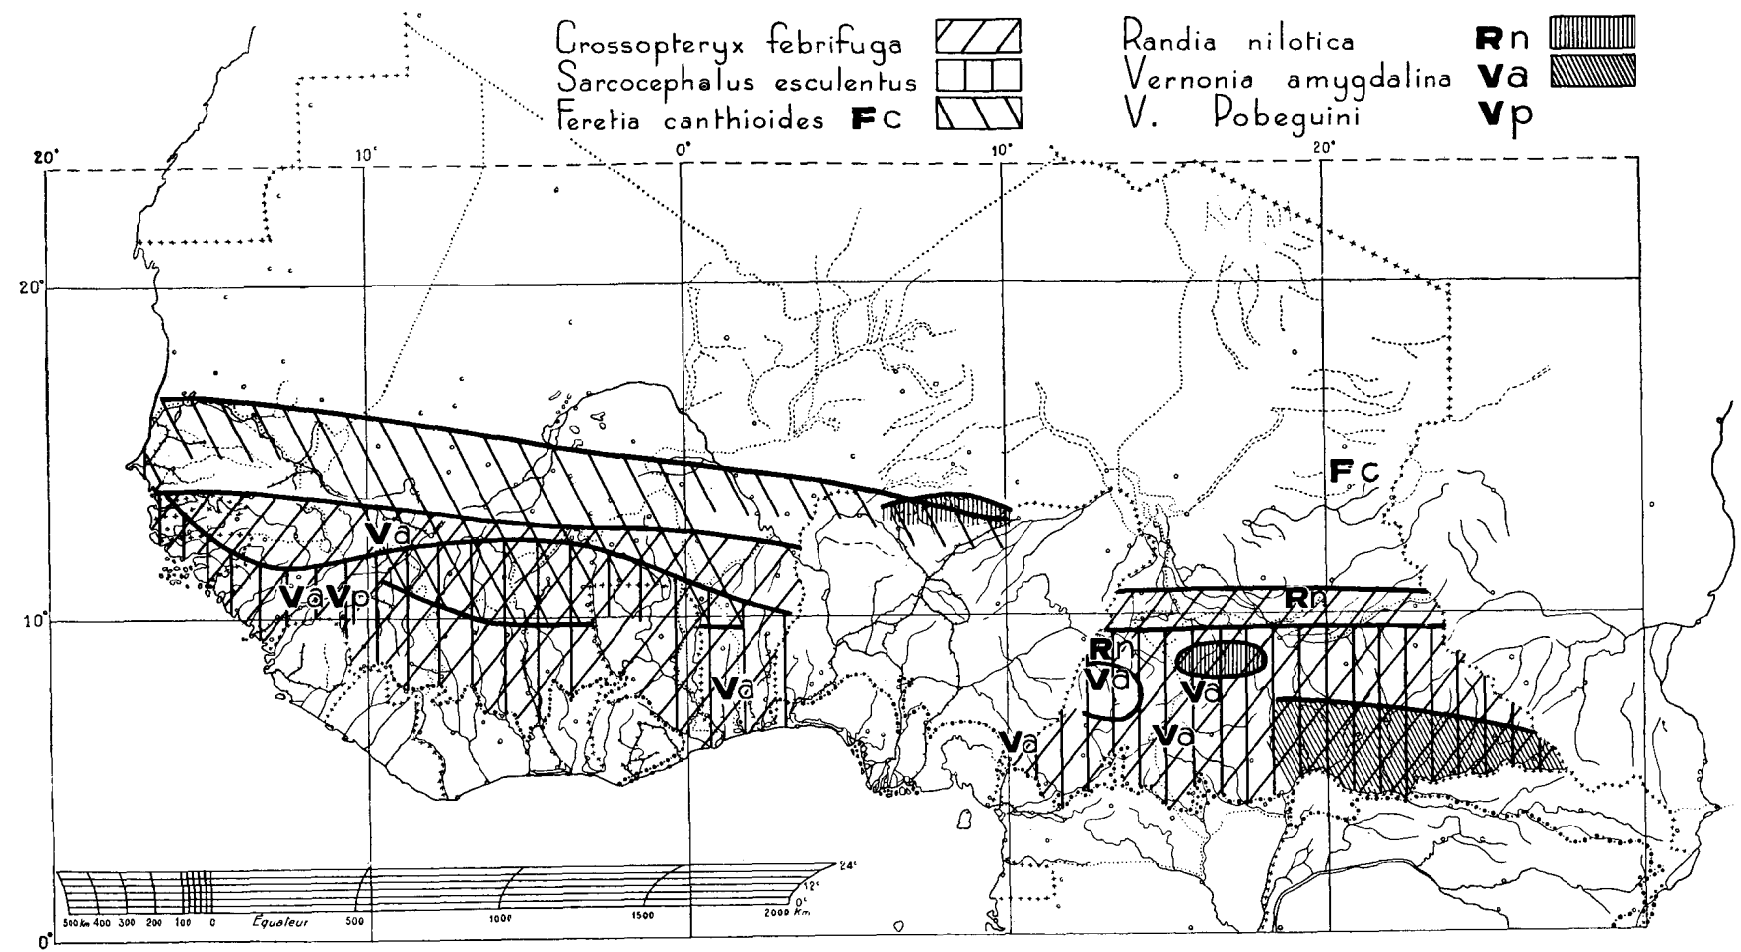 Crossopteryx febrifuga
Sarcocephalus esculentus
Feretia canthioides Fc
Randia nilotica Rn
Vernonia amygdalina Va
V. Pobeguini Vp
20° 10° 0° 10° 20°
20°
Fc
Va
Rn
Va Vp
10°
Rn
Va
Va
Va
Va
Va
24°
12°
0°
500 Km 400 300 200 100 0 Équateur 500 1000 1500 2000 Km
0°